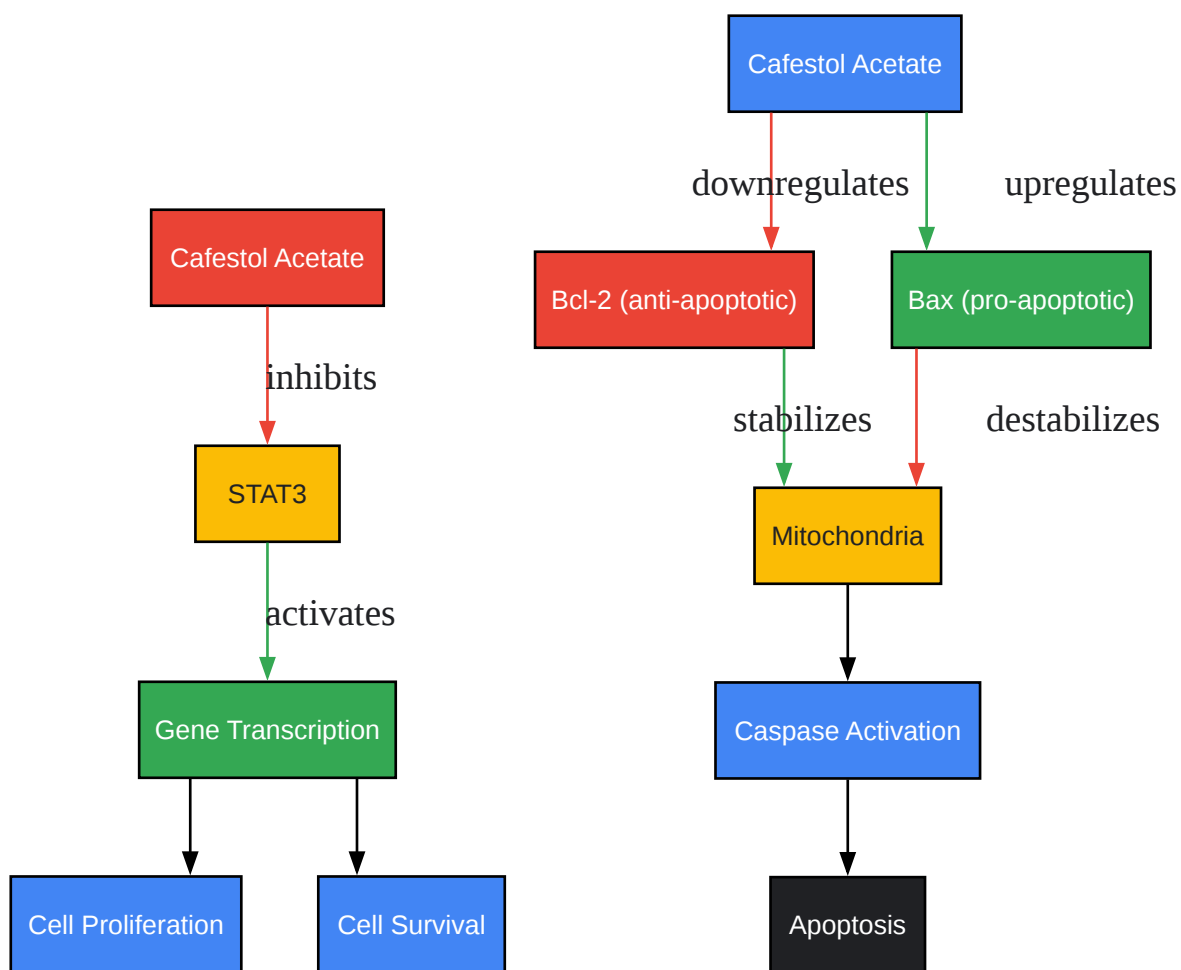 Cafestol Acetate
downregulates
upregulates
Cafestol Acetate
Bcl-2 (anti-apoptotic)
Bax (pro-apoptotic)
inhibits
stabilizes
destabilizes
STAT3
Mitochondria
activates
Gene Transcription
Caspase Activation
Cell Proliferation
Cell Survival
Apoptosis